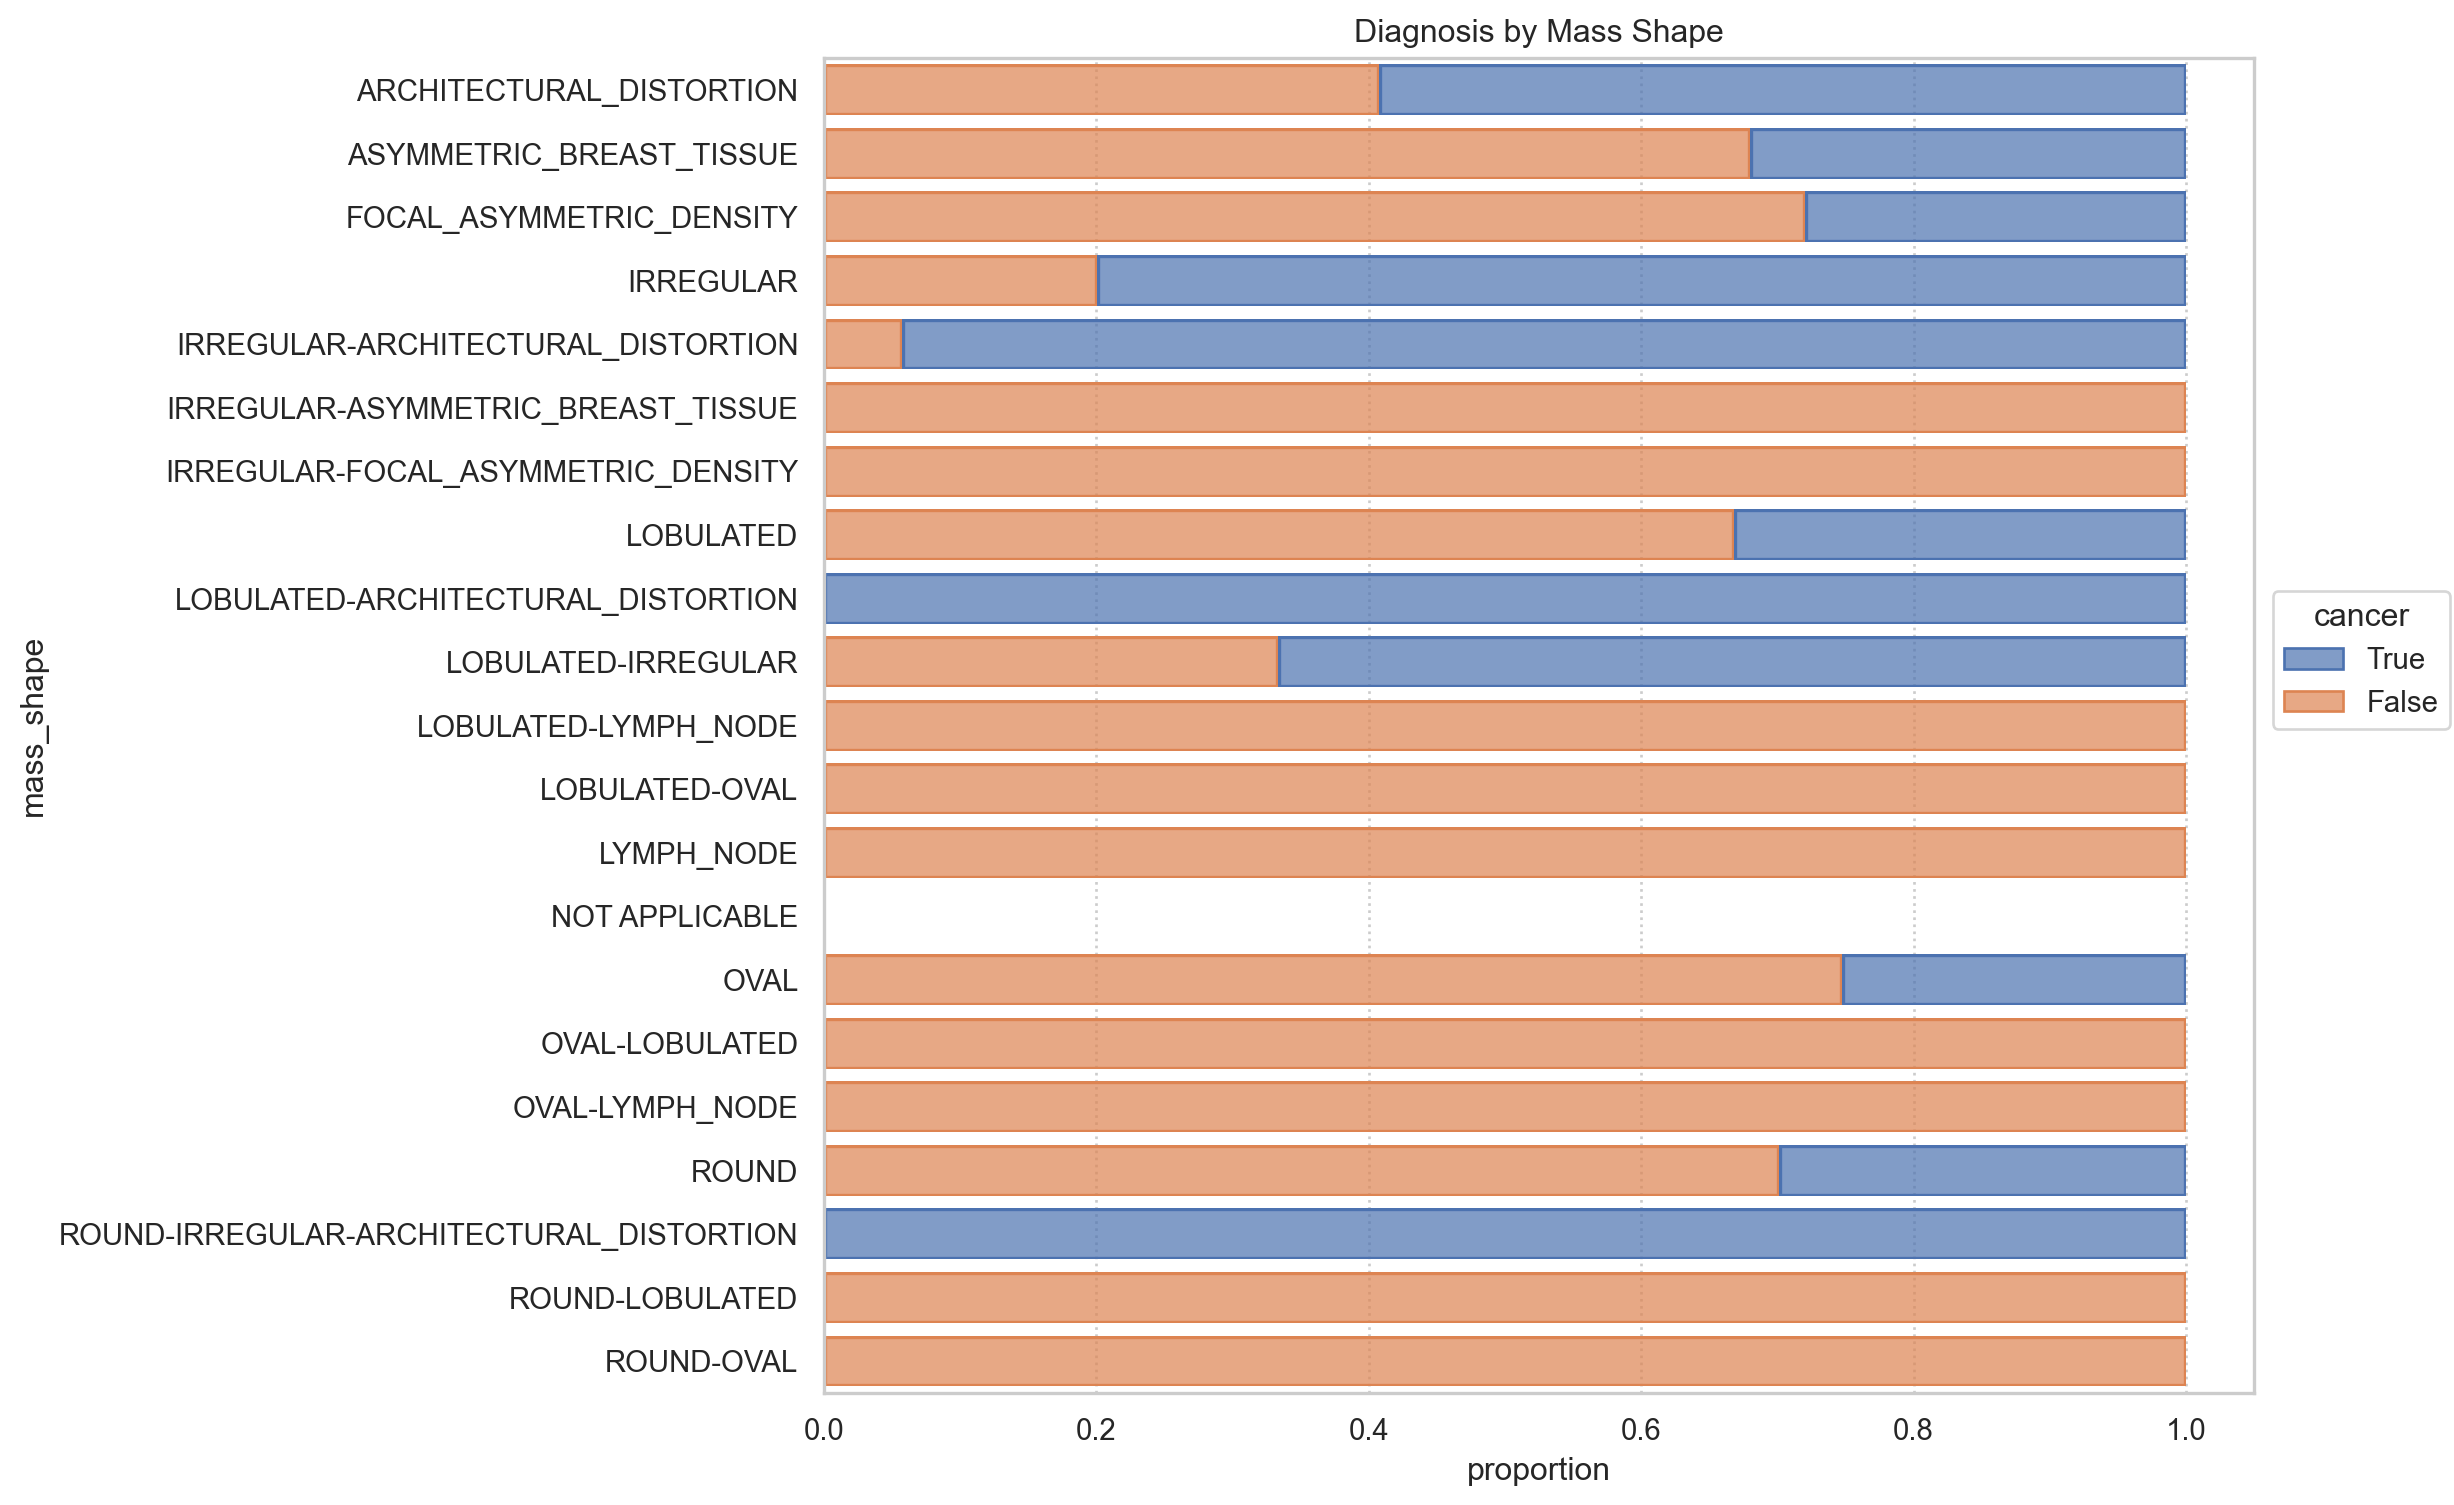 Diagnosis by Mass Shape
ARCHITECTURAL_DISTORTION
ASYMMETRIC_BREAST_TISSUE
FOCAL_ASYMMETRIC_DENSITY
IRREGULAR
IRREGULAR-ARCHITECTURAL_DISTORTION
IRREGULAR-ASYMMETRIC_BREAST_TISSUE
IRREGULAR-FOCAL_ASYMMETRIC_DENSITY
LOBULATED
LOBULATED-ARCHITECTURAL_DISTORTION
LOBULATED-IRREGULAR
LOBULATED-LYMPH_NODE
LOBULATED-OVAL
LYMPH_NODE
NOT APPLICABLE
OVAL
OVAL-LOBULATED
OVAL-LYMPH_NODE
ROUND
ROUND-IRREGULAR-ARCHITECTURAL_DISTORTION
ROUND-LOBULATED
ROUND-OVAL
mass_shape
0.0 0.2 0.4 0.6 0.8 1.0
proportion
cancer
True
False